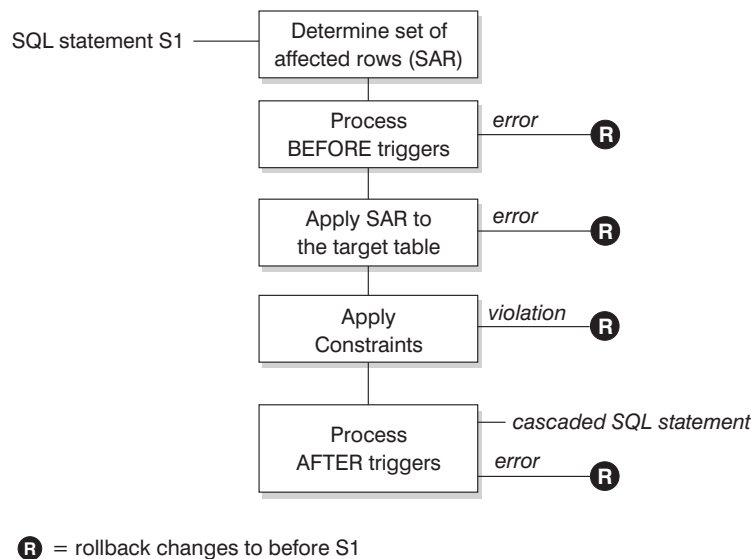 SQL statement S1
Determine set of
affected rows (SAR)
Process
BEFORE triggers
error
R
Apply SAR to
the target table
error
R
Apply
Constraints
violation
R
Process
AFTER triggers
cascaded SQL statement
error
R
R = rollback changes to before S1